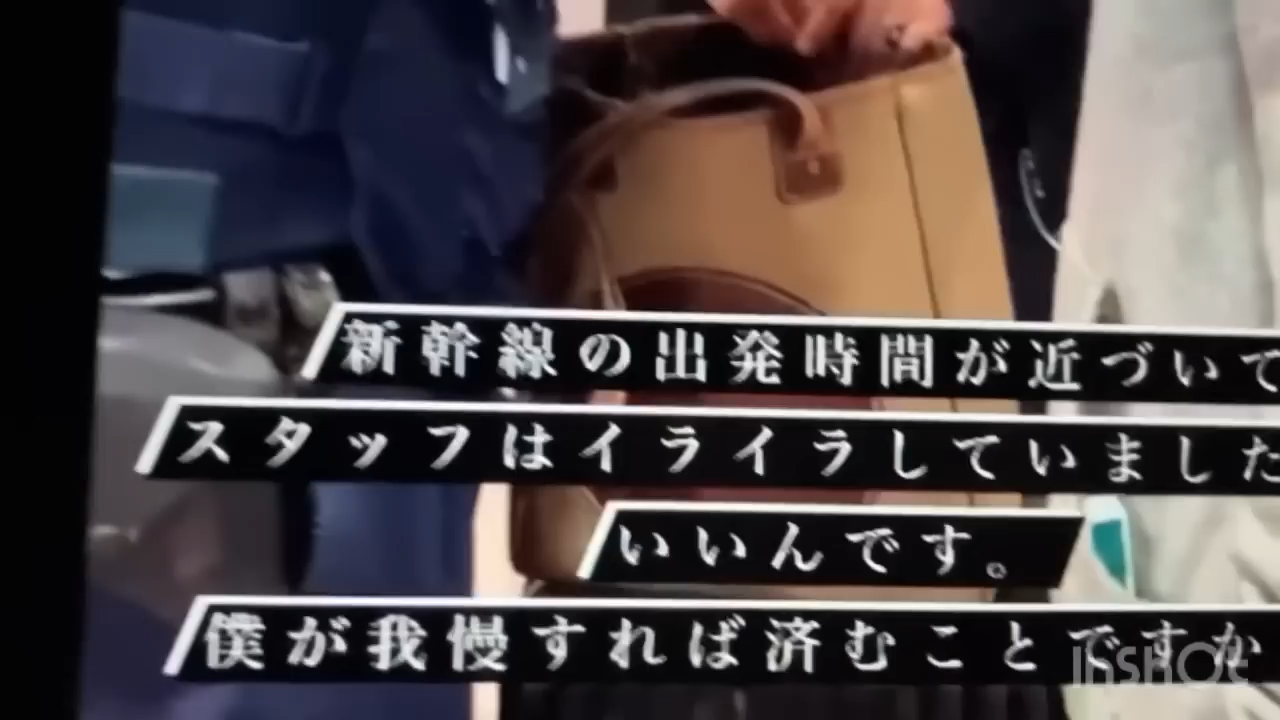 新幹線の出発時間が近づいて
スタッフはイライラしていました
いいんです。
僕が我慢すれば済むことですか
InShOt